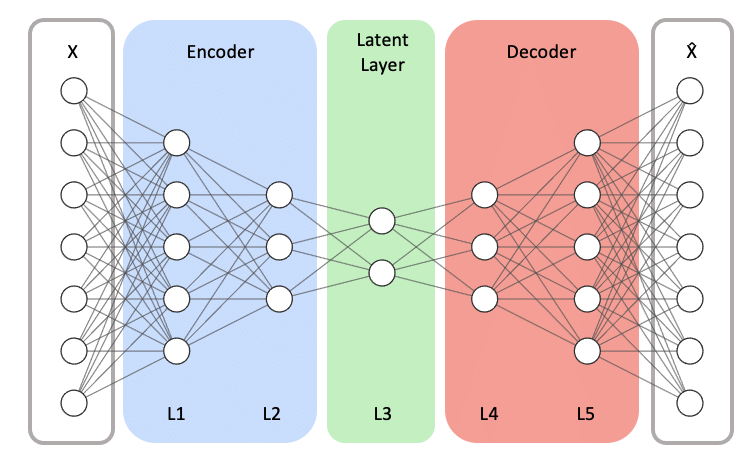 X
Encoder
Latent
Layer
Decoder
X̂
L1
L2
L3
L4
L5